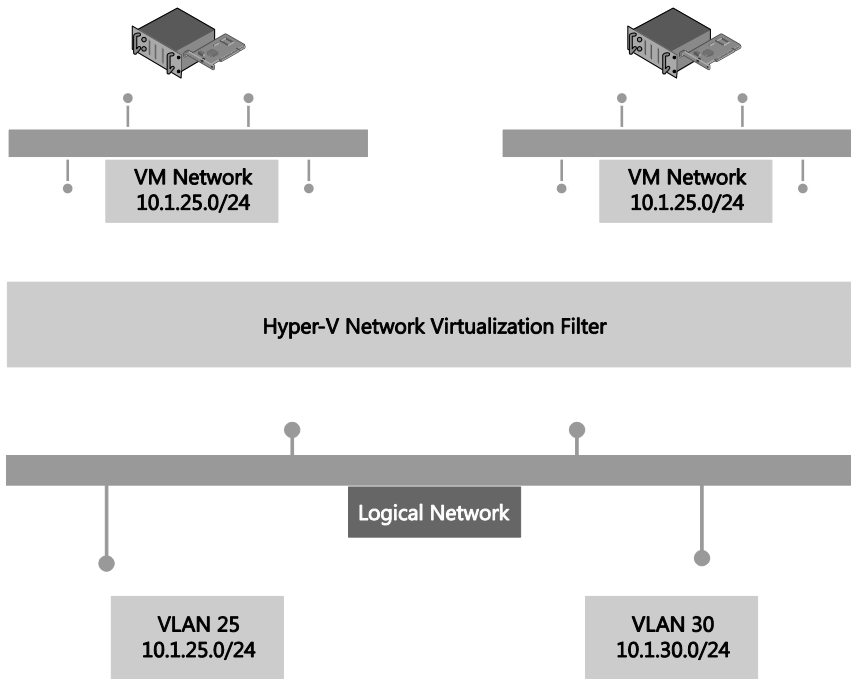 VM Network
10.1.25.0/24
VM Network
10.1.25.0/24
Hyper-V Network Virtualization Filter
Logical Network
VLAN 25
10.1.25.0/24
VLAN 30
10.1.30.0/24